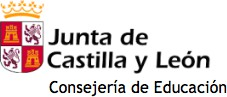 Junta de
Castilla y León
Consejería de Educación